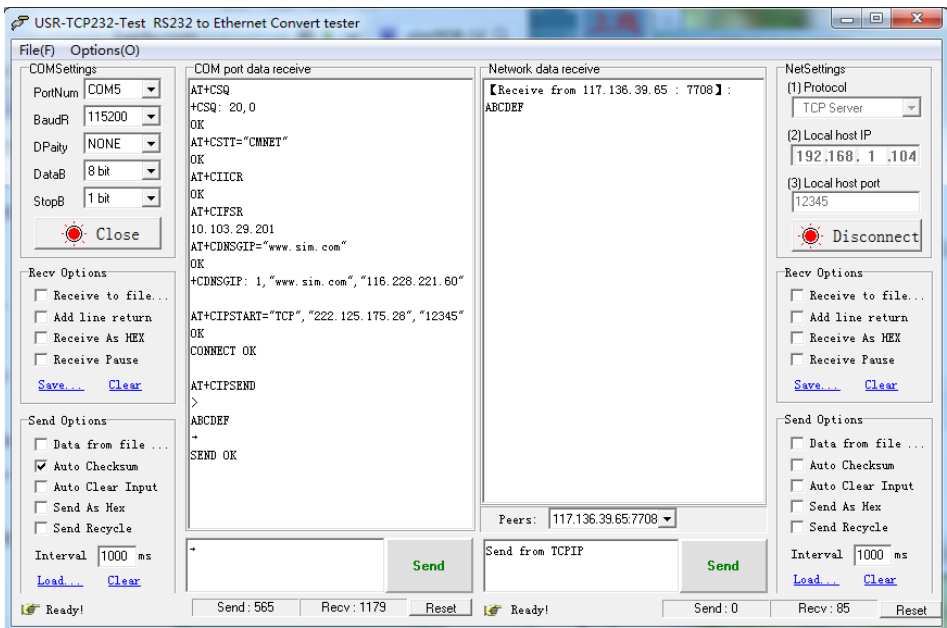 USR-TCP232-Test RS232 to Ethernet Convert tester
File(F) Options(O)
COMSettings
PortNum COM5
BaudR 115200
DPaity NONE
DataB 8 bit
StopB 1 bit
Close
Recv Options
Receive to file...
Add line return
Receive As HEX
Receive Pause
Save... Clear
Send Options
Data from file ...
Auto Checksum
Auto Clear Input
Send As Hex
Send Recycle
Interval 1000 ms
Load... Clear
Ready!
COM port data receive
AT+CSQ
+CSQ: 20,0
OK
AT+CSTT="CMNET"
OK
AT+CIICR
OK
AT+CIFSR
10.103.29.201
AT+CDNSGIP="www.sim.com"
OK
+CDNSGIP: 1,"www.sim.com","116.228.221.60"
AT+CIPSTART="TCP","222.125.175.28","12345"
OK
CONNECT OK
AT+CIPSEND
>
ABCDEF
→
SEND OK
→
Send
Send : 565 Recv : 1179 Reset
Network data receive
【Receive from 117.136.39.65 : 7708】:
ABCDEF
Peers: 117.136.39.65:7708
Send from TCPIP
Send
Ready! Send : 0 Recv : 85 Reset
NetSettings
(1) Protocol
TCP Server
(2) Local host IP
192.168. 1 .104
(3) Local host port
12345
Disconnect
Recv Options
Receive to file...
Add line return
Receive As HEX
Receive Pause
Save... Clear
Send Options
Data from file ...
Auto Checksum
Auto Clear Input
Send As Hex
Send Recycle
Interval 1000 ms
Load... Clear